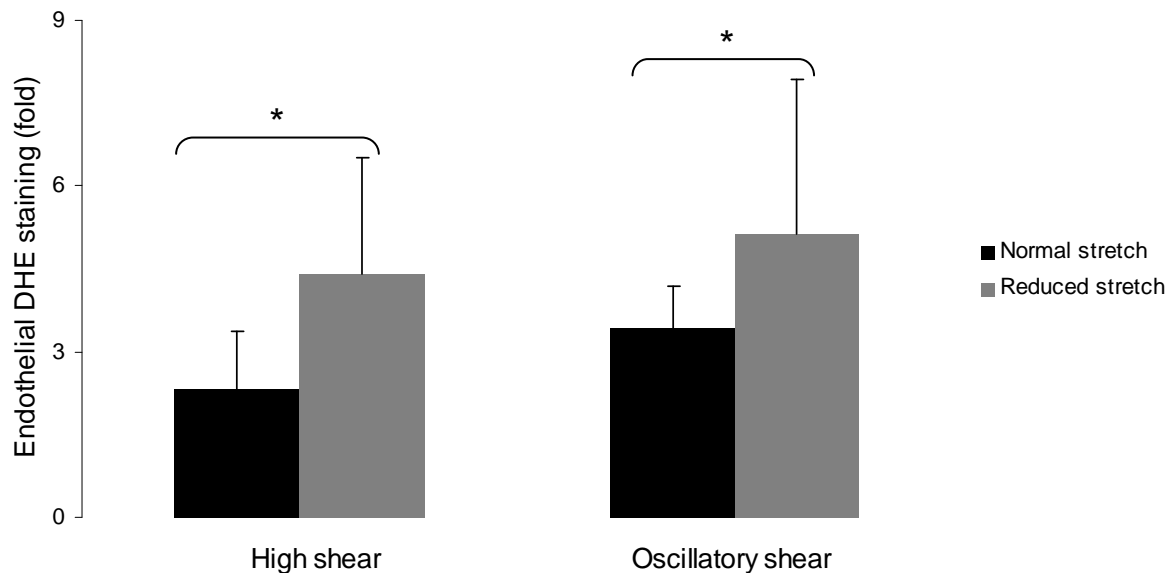 Endothelial DHE staining (fold)
9
6
3
0
*
*
High shear
Oscillatory shear
Normal stretch
Reduced stretch